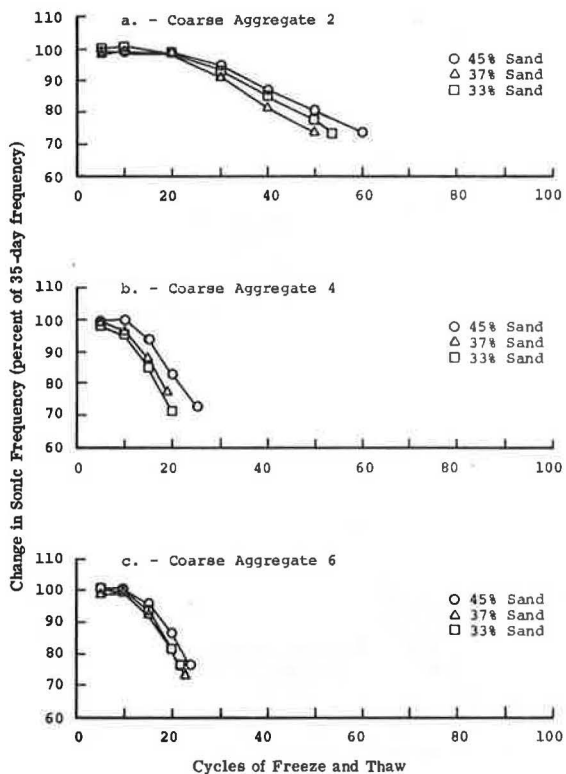 a. - Coarse Aggregate 2
110
100
90
80
70
60
○ 45% Sand
△ 37% Sand
□ 33% Sand
0 20 40 60 80 100
b. - Coarse Aggregate 4
110
100
90
80
70
60
○ 45% Sand
△ 37% Sand
□ 33% Sand
0 20 40 60 80 100
c. - Coarse Aggregate 6
110
100
90
80
70
60
○ 45% Sand
△ 37% Sand
□ 33% Sand
0 20 40 60 80 100
Change in Sonic Frequency (percent of 35-day frequency)
Cycles of Freeze and Thaw